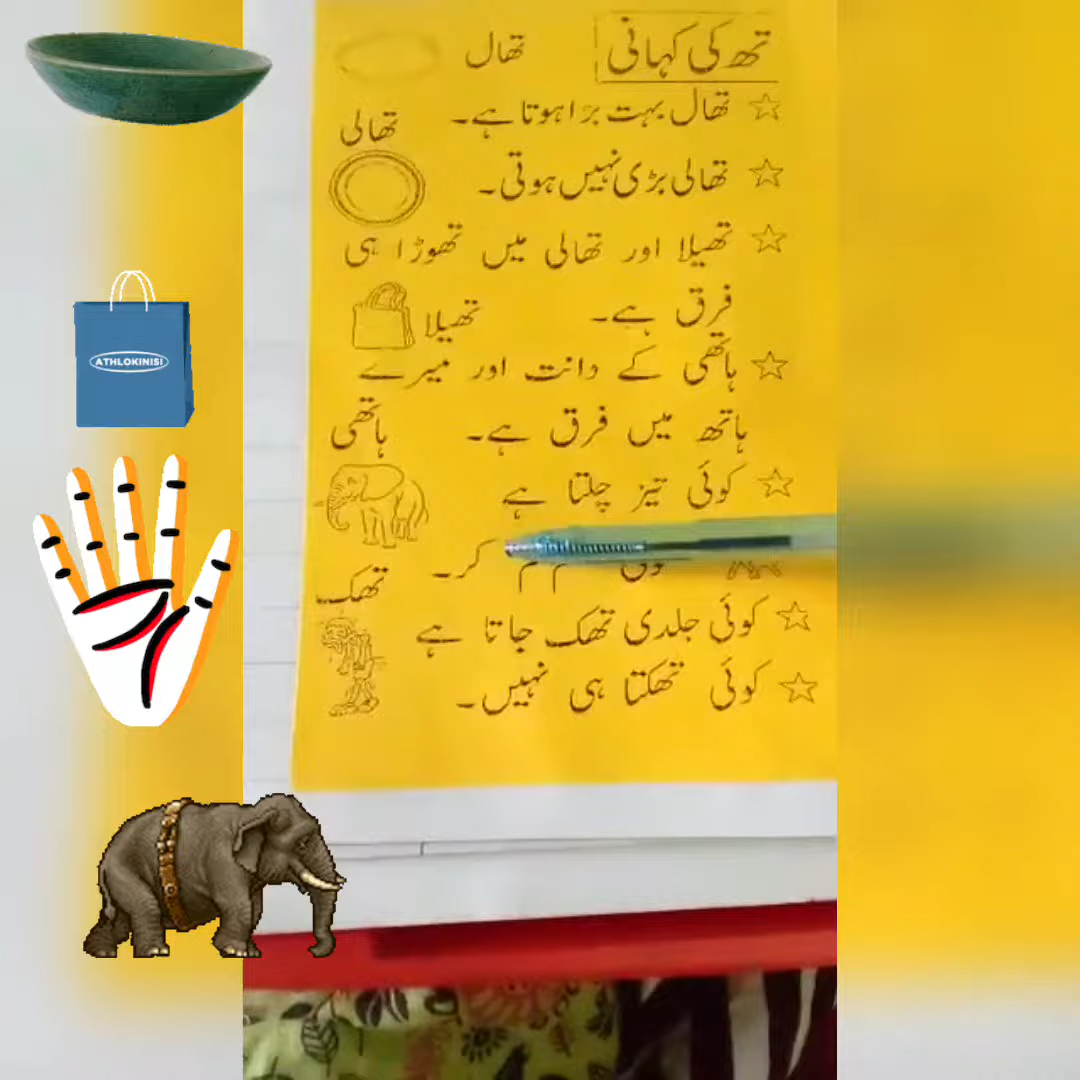 تھ کی کہانی
تھال
تھال بہت بڑا ہوتا ہے۔
تھالی
تھالی بڑی نہیں ہوتی۔
تھیلا اور تھالی میں تھوڑا ہی
فرق ہے۔
تھیلا
ہاتھی کے دانت اور میرے
ہاتھ میں فرق ہے۔
ہاتھی
کوئی تیز چلتا ہے
کر۔
تھک
کوئی جلدی تھک جاتا ہے
کوئی تھکتا ہی نہیں۔
ATHLOKINISI